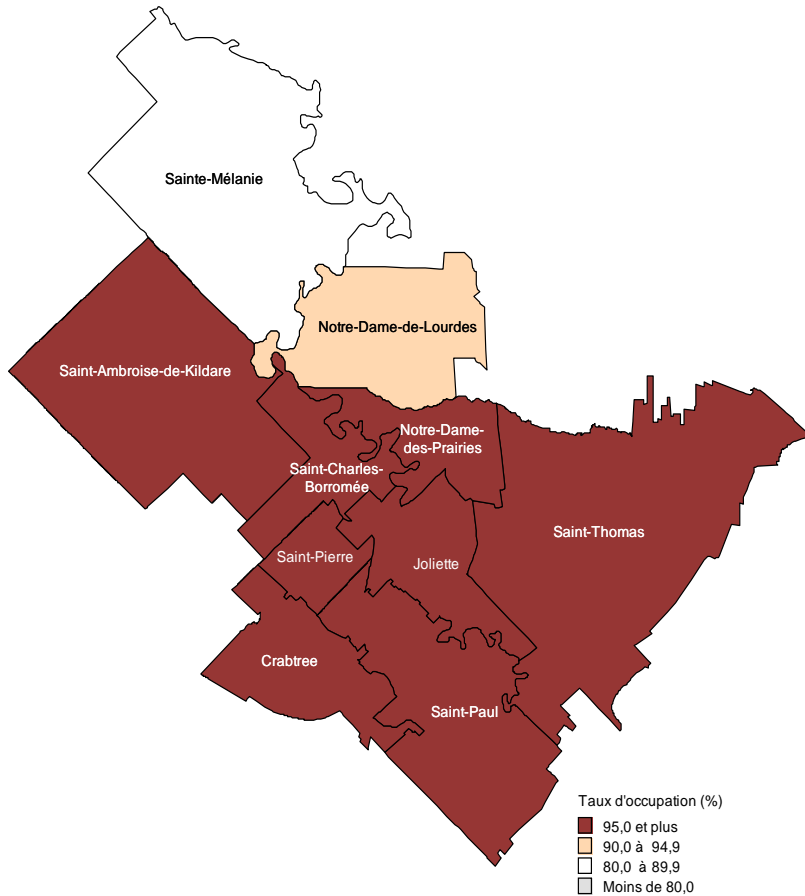 Sainte-Mélanie
Notre-Dame-de-Lourdes
Saint-Ambroise-de-Kildare
Notre-Dame-
des-Prairies
Saint-Charles-
Borromée
Saint-Thomas
Saint-Pierre
Joliette
Crabtree
Saint-Paul
Taux d'occupation (%)
95,0 et plus
90,0 à 94,9
80,0 à 89,9
Moins de 80,0